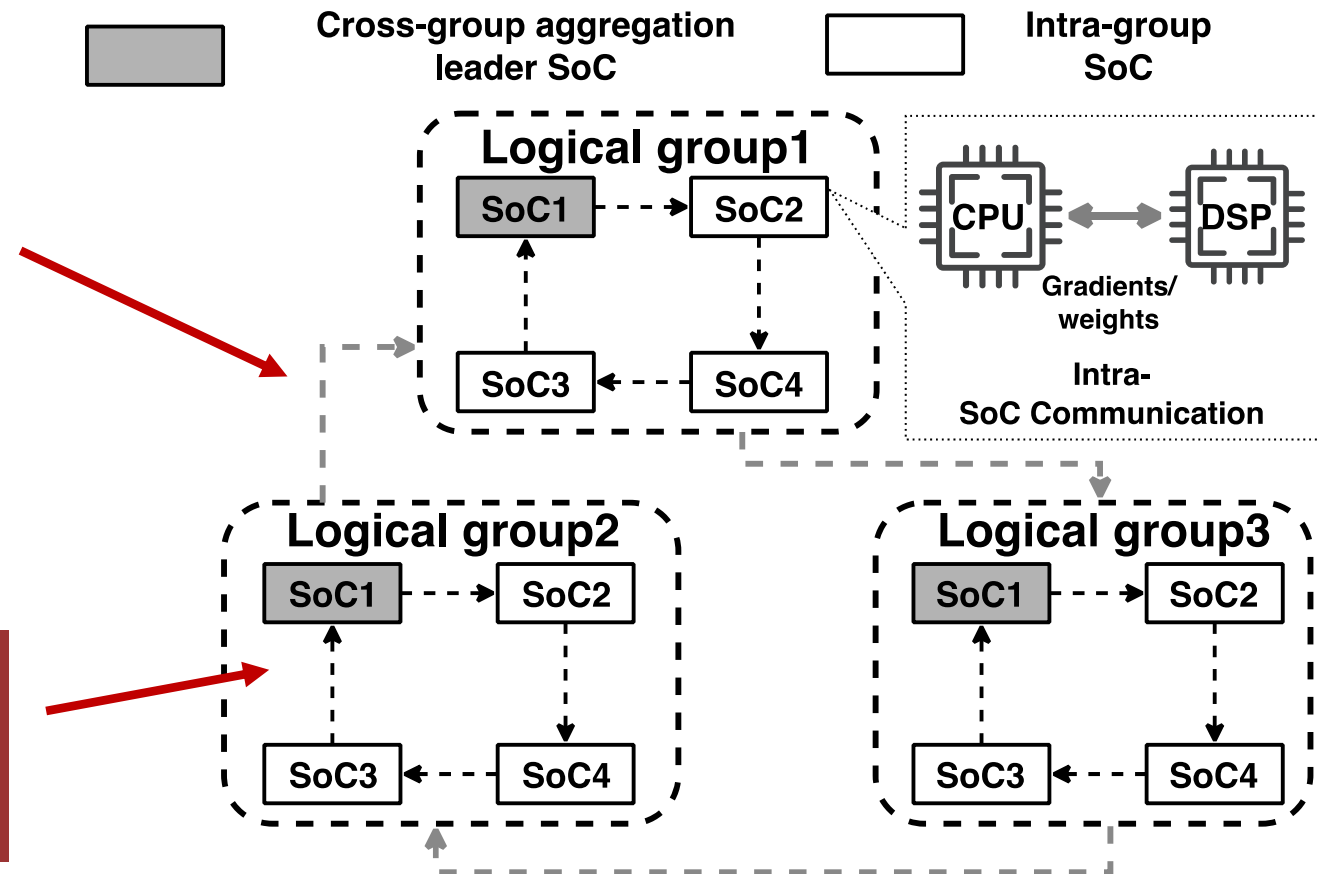 Cross-group aggregation
leader SoC
Intra-group
SoC
Logical group1
SoC1
SoC2
SoC3
SoC4
CPU
DSP
Gradients/
weights
Intra-
SoC Communication
Logical group2
SoC1
SoC2
SoC3
SoC4
Logical group3
SoC1
SoC2
SoC3
SoC4